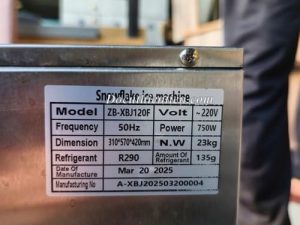 Snowflake ice machine
Model ZB-XBJ120F Volt ~220V
Frequency 50Hz Power 750W
Dimension 310*570*420mm N.W 23kg
Refrigerant R290 Amount Of Refrigerant 135g
Date Of Manufacture Mar 20 2025
Manufacturing No A-XBJ202503200004